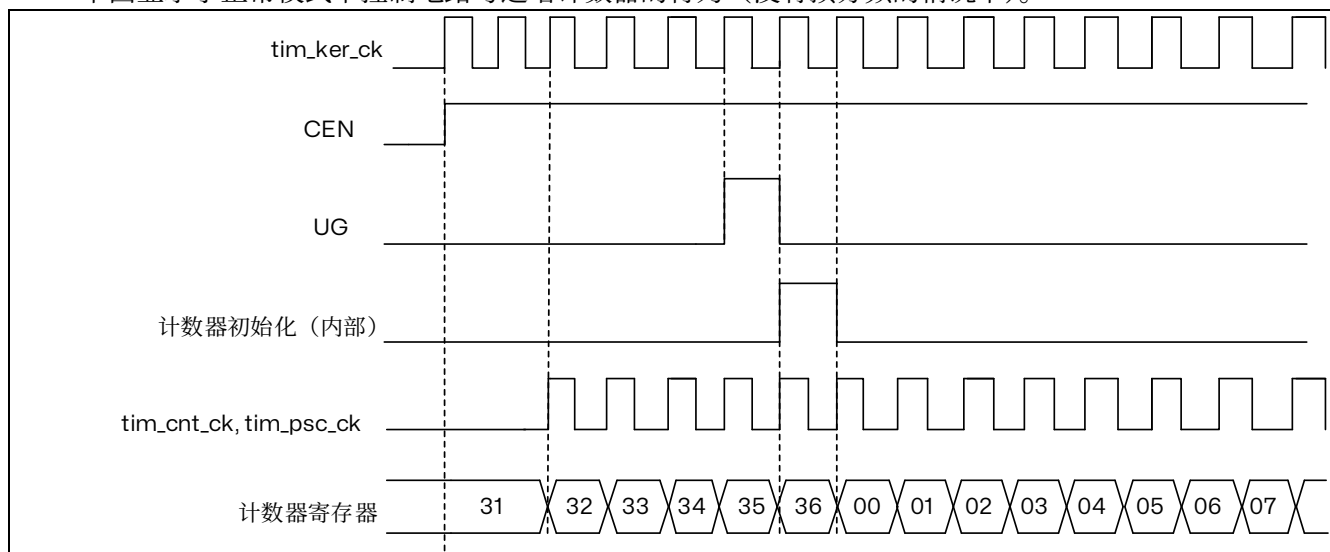 tim_ker_ck
CEN
UG
计数器初始化（内部）
tim_cnt_ck, tim_psc_ck
计数器寄存器 31 32 33 34 35 36 00 01 02 03 04 05 06 07